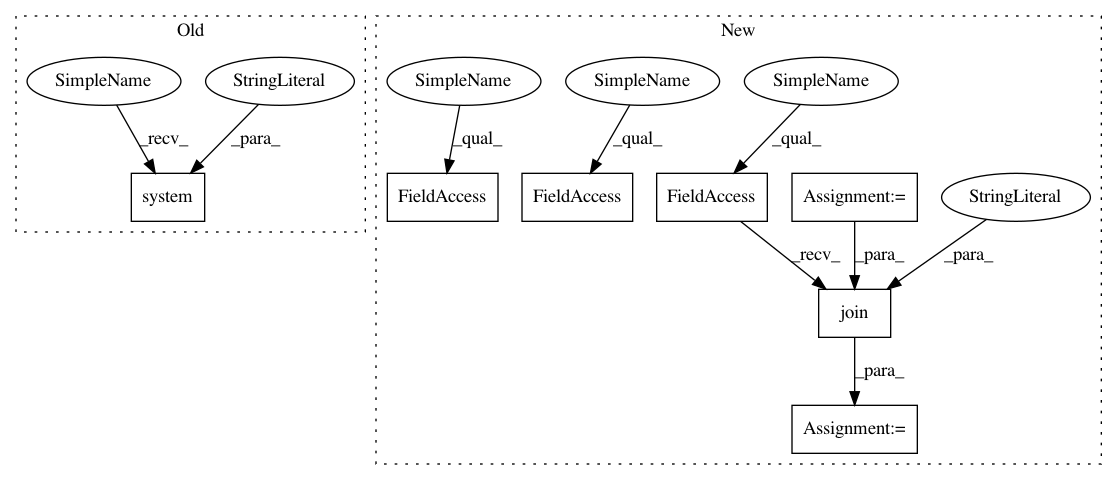 Old
New
SimpleName
StringLiteral
SimpleName
SimpleName
SimpleName
_recv_
_para_
_qual_
_qual_
_qual_
system
FieldAccess
FieldAccess
FieldAccess
Assignment:=
StringLiteral
_recv_
_para_
_para_
join
_para_
Assignment:=